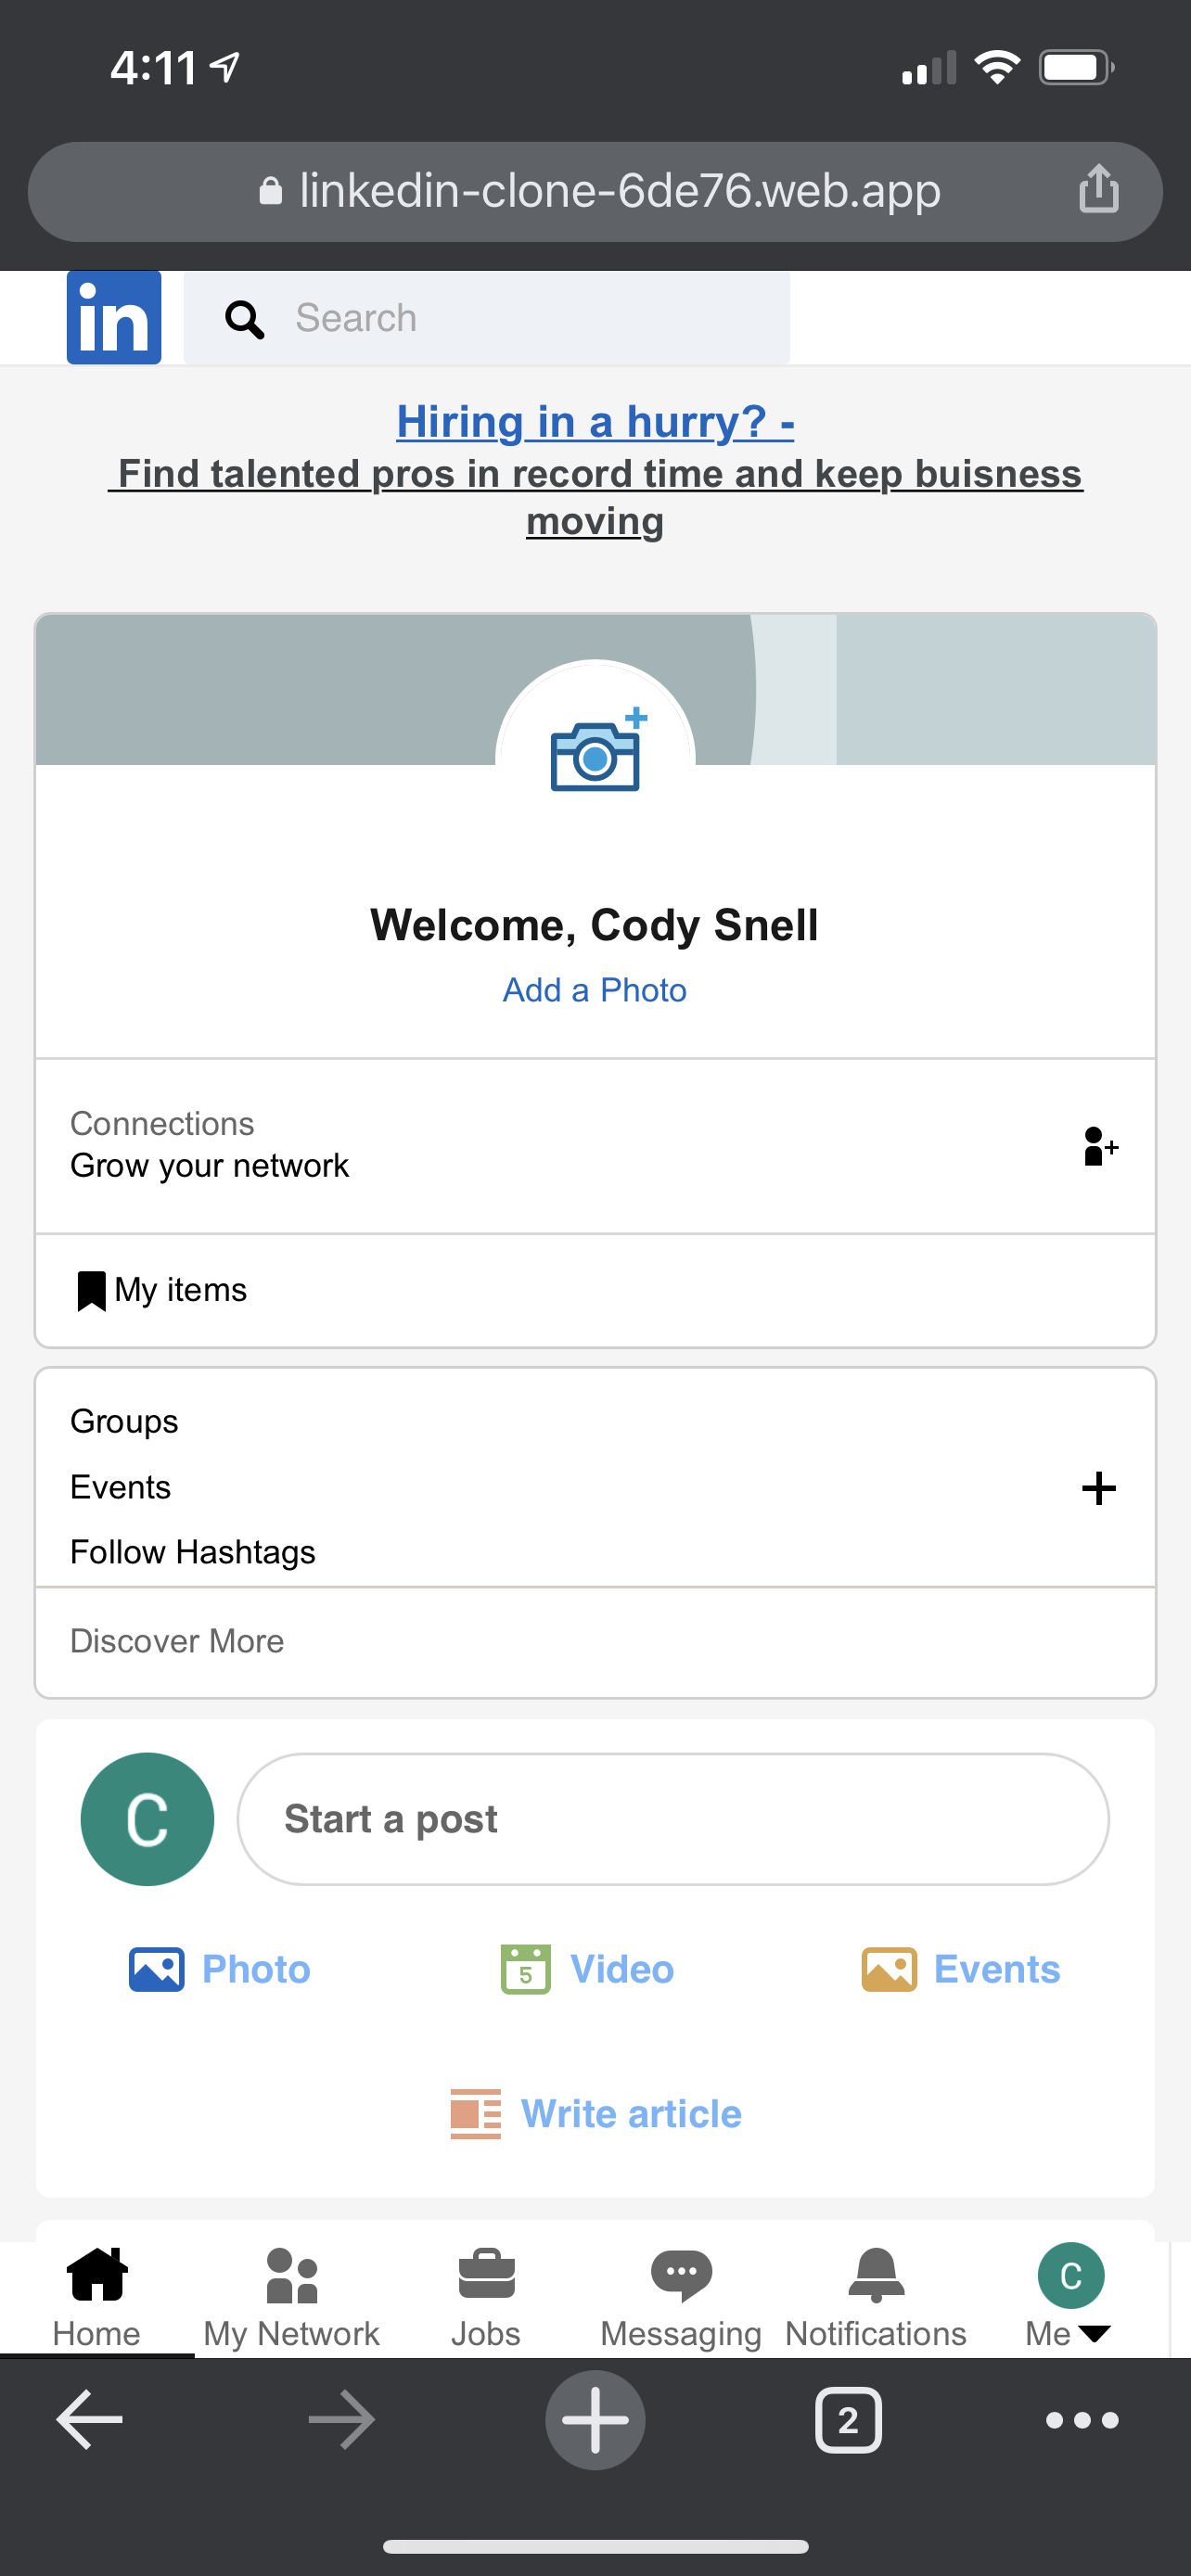 4:11
linkedin-clone-6de76.web.app
in
Search
Hiring in a hurry? -
Find talented pros in record time and keep buisness
moving
Welcome, Cody Snell
Add a Photo
Connections
Grow your network
My items
Groups
Events
Follow Hashtags
Discover More
C
Start a post
Photo
5
Video
Events
Write article
C
Home
My Network
Jobs
Messaging
Notifications
Me
2